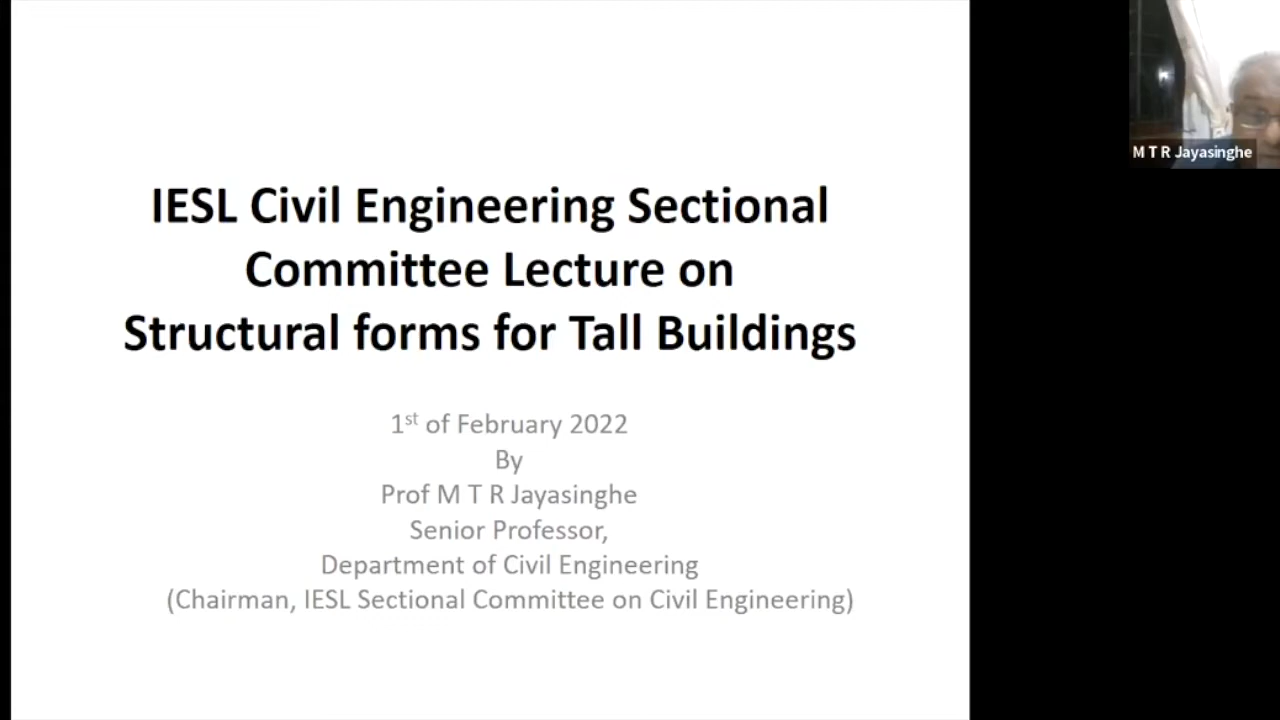 IESL Civil Engineering Sectional
Committee Lecture on
Structural forms for Tall Buildings
1st of February 2022
By
Prof M T R Jayasinghe
Senior Professor,
Department of Civil Engineering
(Chairman, IESL Sectional Committee on Civil Engineering)
M T R Jayasinghe